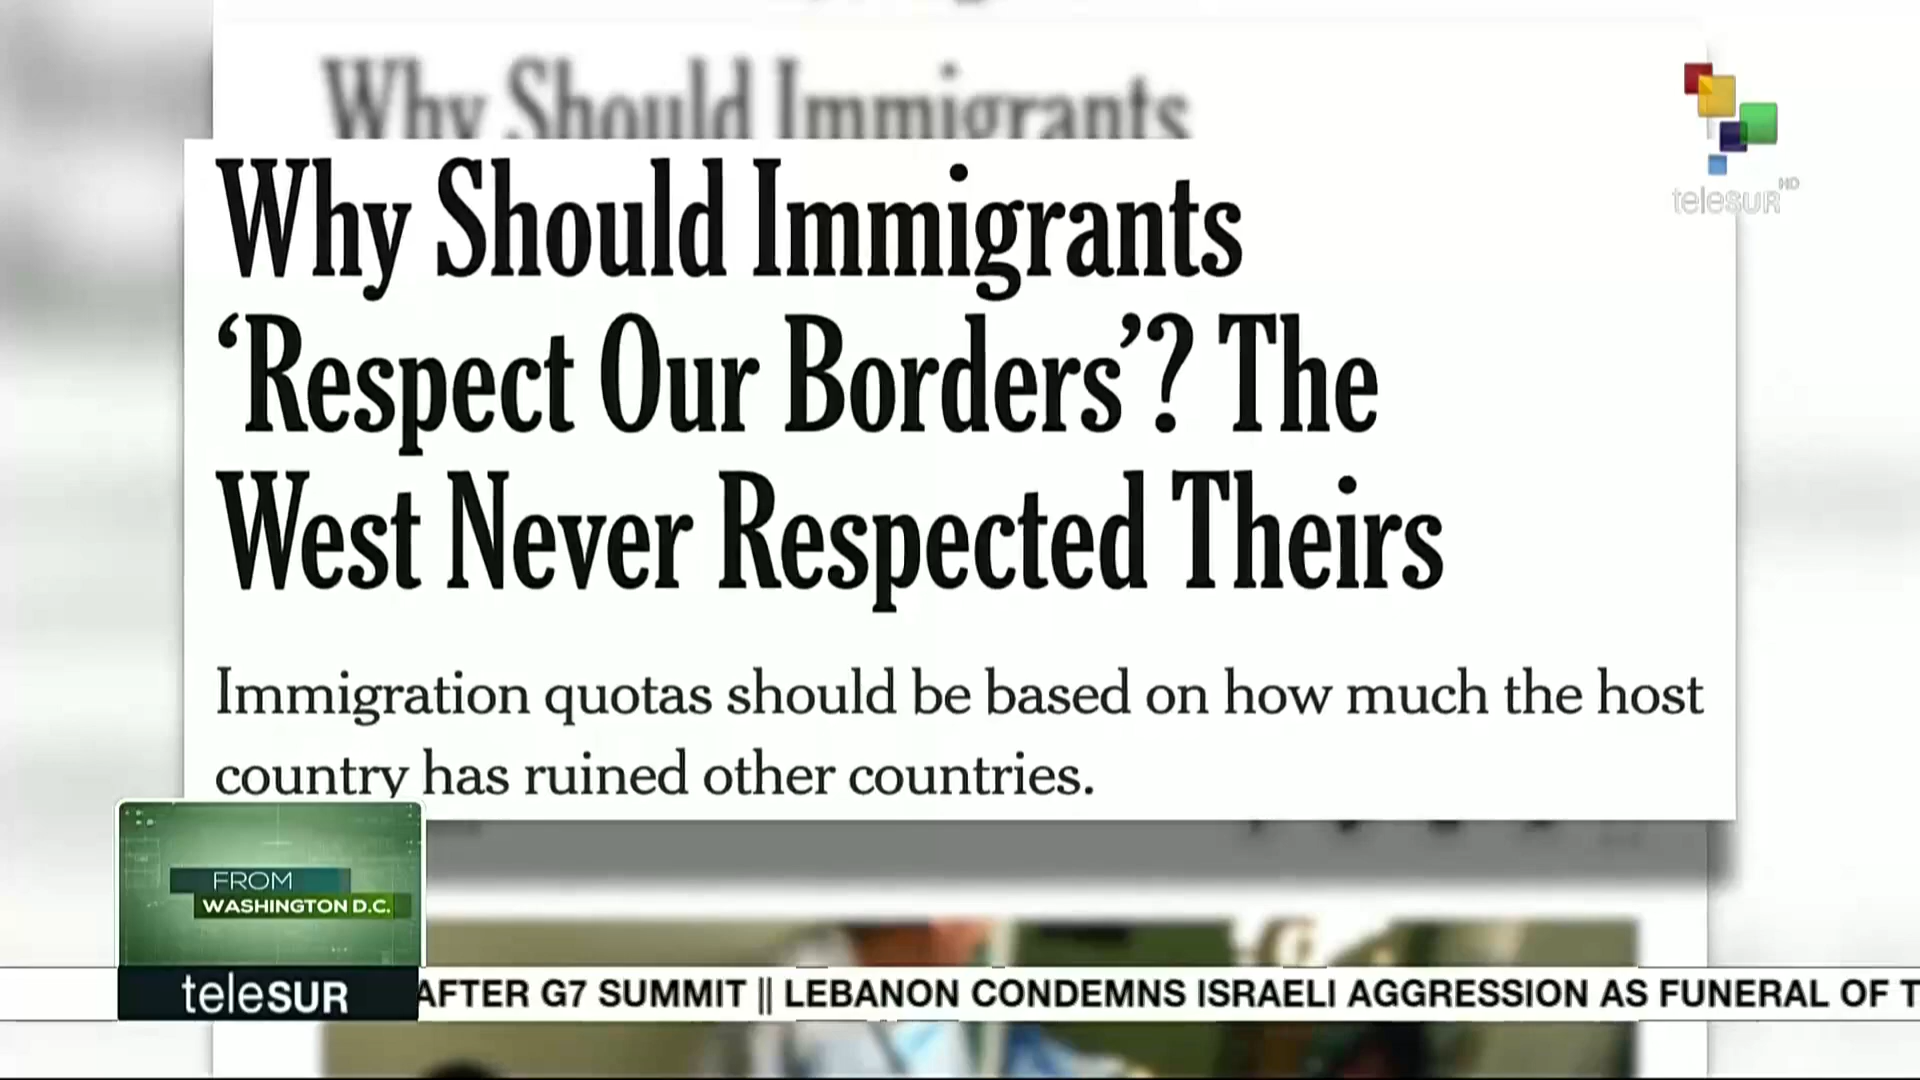 Why Should Immigrants
telesUR HD
Why Should Immigrants
‘Respect Our Borders’? The
West Never Respected Theirs
Immigration quotas should be based on how much the host
country has ruined other countries.
FROM
WASHINGTON D.C.
teleSUR
AFTER G7 SUMMIT || LEBANON CONDEMNS ISRAELI AGGRESSION AS FUNERAL OF T